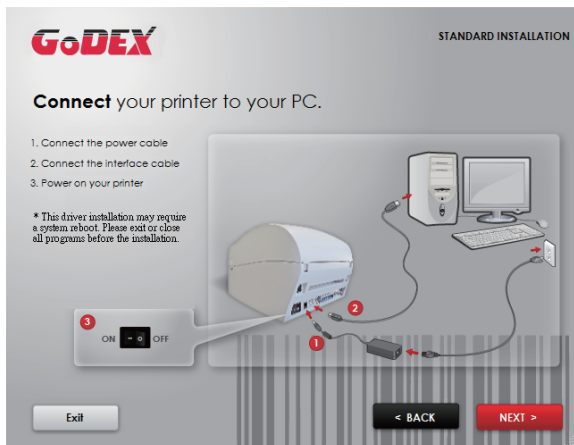 GoDEX
STANDARD INSTALLATION
Connect your printer to your PC.
1. Connect the power cable
2. Connect the interface cable
3. Power on your printer
* This driver installation may require
a system reboot. Please exit or close
all programs before the installation.
3
ON - o OFF
2
1
Exit
< BACK
NEXT >